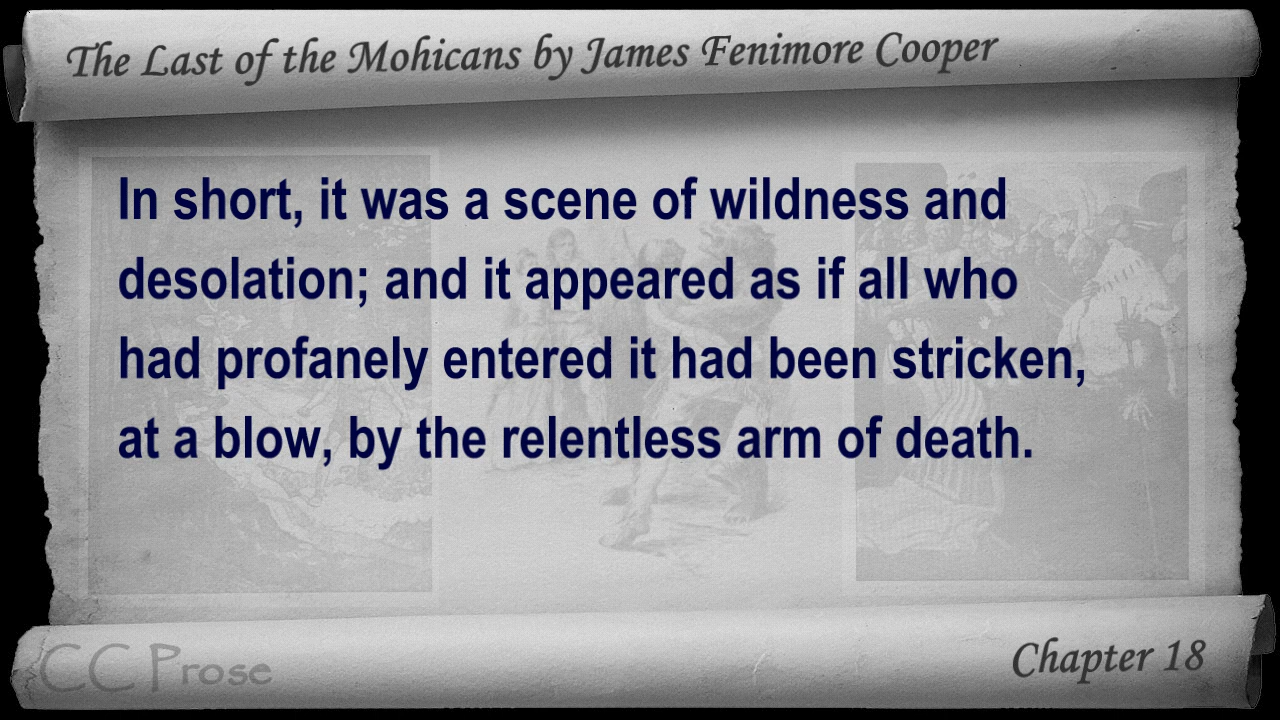 The Last of the Mohicans by James Fenimore Cooper
In short, it was a scene of wildness and
desolation; and it appeared as if all who
had profanely entered it had been stricken,
at a blow, by the relentless arm of death.
CC Prose
Chapter 18